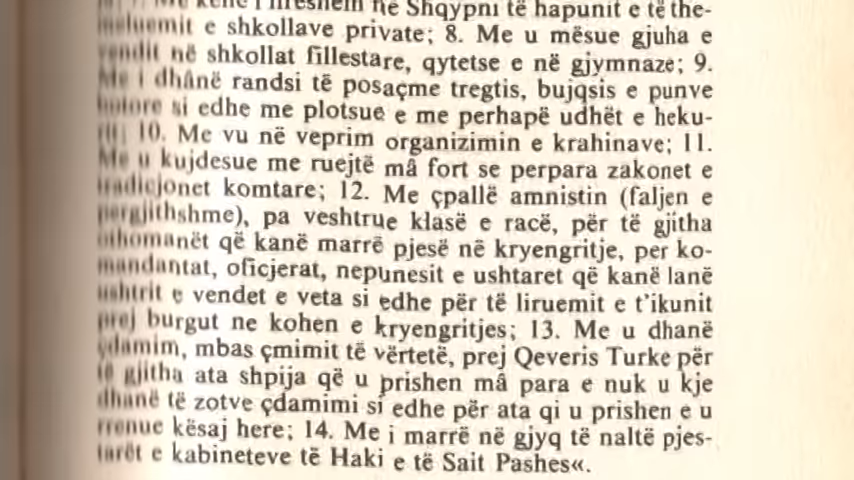 kenë i lirëshëm në Shqypni të hapunit e të the-
meluemit e shkollave private; 8. Me u mësue gjuha e
vendit në shkollat fillestare, qytetse e në gjymnaze; 9.
Me i dhânë randsi të posaçme tregtis, bujqsis e punve
botore si edhe me plotsue e me perhapë udhët e heku-
rit; 10. Me vu në veprim organizimin e krahinave; 11.
Me u kujdesue me ruejtë mâ fort se perpara zakonet e
tradicjonet komtare; 12. Me çpallë amnistin (faljen e
pergjithshme), pa veshtrue klasë e racë, për të gjitha
othomanët që kanë marrë pjesë në kryengritje, per ko-
mandantat, oficjerat, nepunesit e ushtaret që kanë lanë
ushtrit e vendet e veta si edhe për të liruemit e t'ikunit
prej burgut ne kohen e kryengritjes; 13. Me u dhanë
çdamim, mbas çmimit të vërtetë, prej Qeveris Turke për
të gjitha ata shpija që u prishen mâ para e nuk u kje
dhanë të zotve çdamimi si edhe për ata qi u prishen e u
rrenue kësaj here; 14. Me i marrë në gjyq të naltë pjes-
tarët e kabineteve të Haki e të Sait Pashes«.